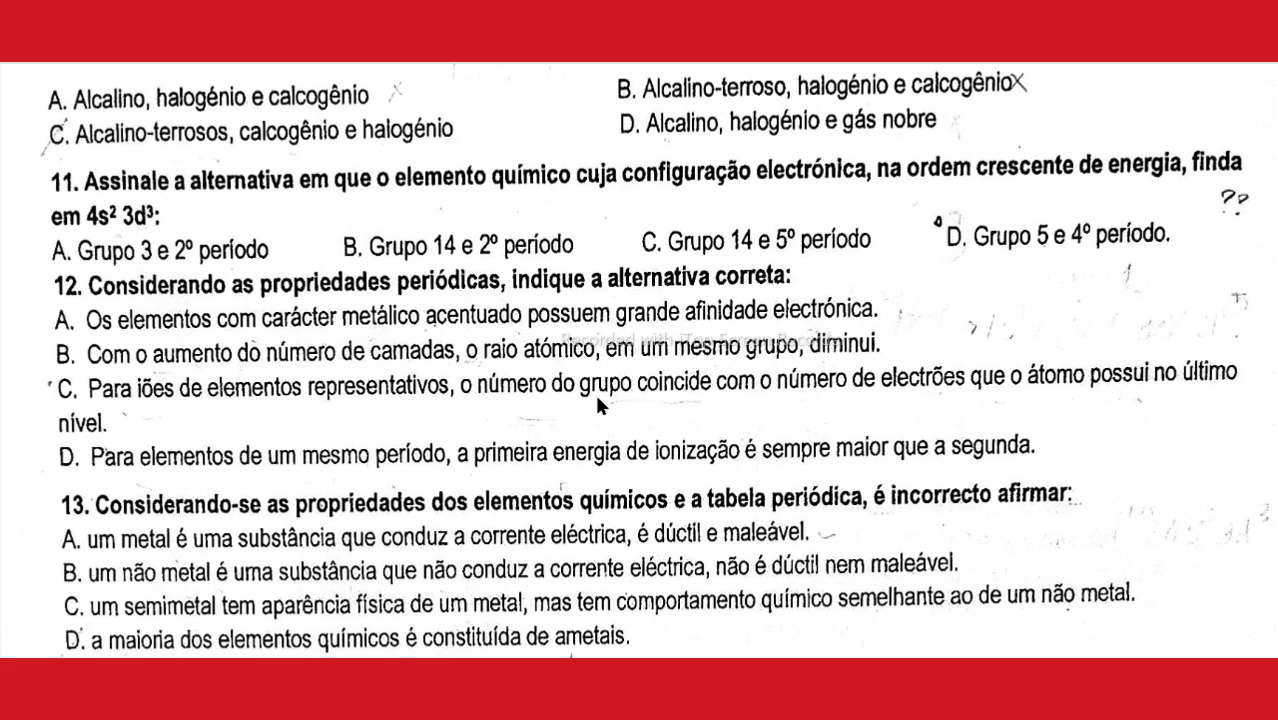 A. Alcalino, halogénio e calcogênio
B. Alcalino-terroso, halogénio e calcogênio
C. Alcalino-terrosos, calcogênio e halogénio
D. Alcalino, halogénio e gás nobre
11. Assinale a alternativa em que o elemento químico cuja configuração electrónica, na ordem crescente de energia, finda
em 4s² 3d³:
??
A. Grupo 3 e 2º período
B. Grupo 14 e 2º período
C. Grupo 14 e 5º período
D. Grupo 5 e 4º período.
12. Considerando as propriedades periódicas, indique a alternativa correta:
A. Os elementos com carácter metálico acentuado possuem grande afinidade electrónica.
B. Com o aumento do número de camadas, o raio atómico, em um mesmo grupo, diminui.
C. Para iões de elementos representativos, o número do grupo coincide com o número de electrões que o átomo possui no último
nível.
D. Para elementos de um mesmo período, a primeira energia de ionização é sempre maior que a segunda.
13. Considerando-se as propriedades dos elementos químicos e a tabela periódica, é incorrecto afirmar:
A. um metal é uma substância que conduz a corrente eléctrica, é dúctil e maleável.
B. um não metal é uma substância que não conduz a corrente eléctrica, não é dúctil nem maleável.
C. um semimetal tem aparência física de um metal, mas tem comportamento químico semelhante ao de um não metal.
D. a maioria dos elementos químicos é constituída de ametais.